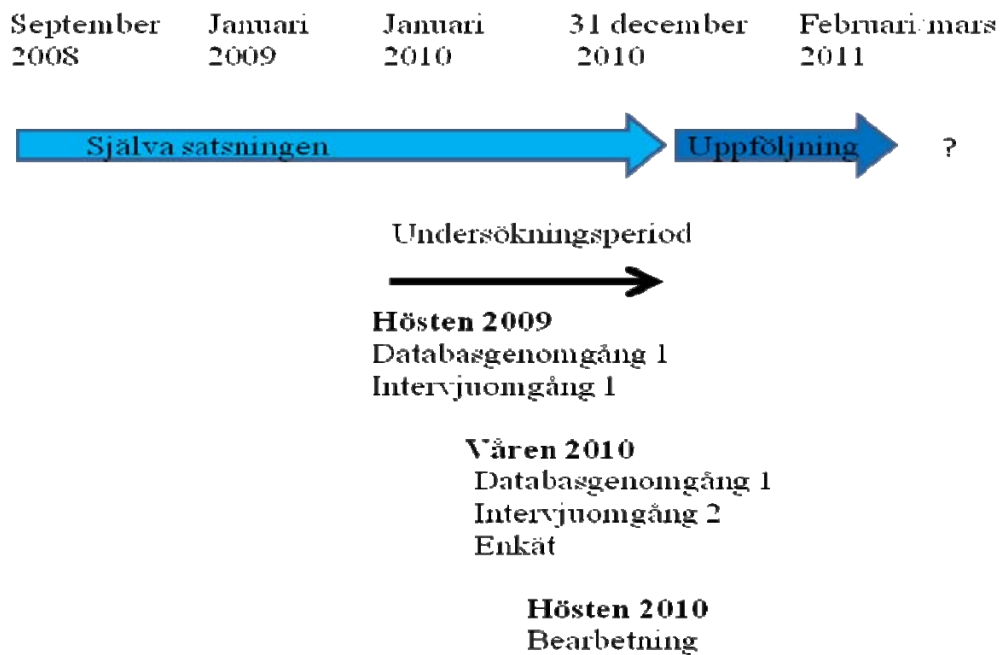 September 2008
Januari 2009
Januari 2010
31 december 2010
Februari-mars 2011
Själva satsningen
Uppföljning
?
Undersökningsperiod
Hösten 2009
Databasgenomgång 1
Intervjuomgång 1
Våren 2010
Databasgenomgång 1
Intervjuomgång 2
Enkät
Hösten 2010
Bearbetning